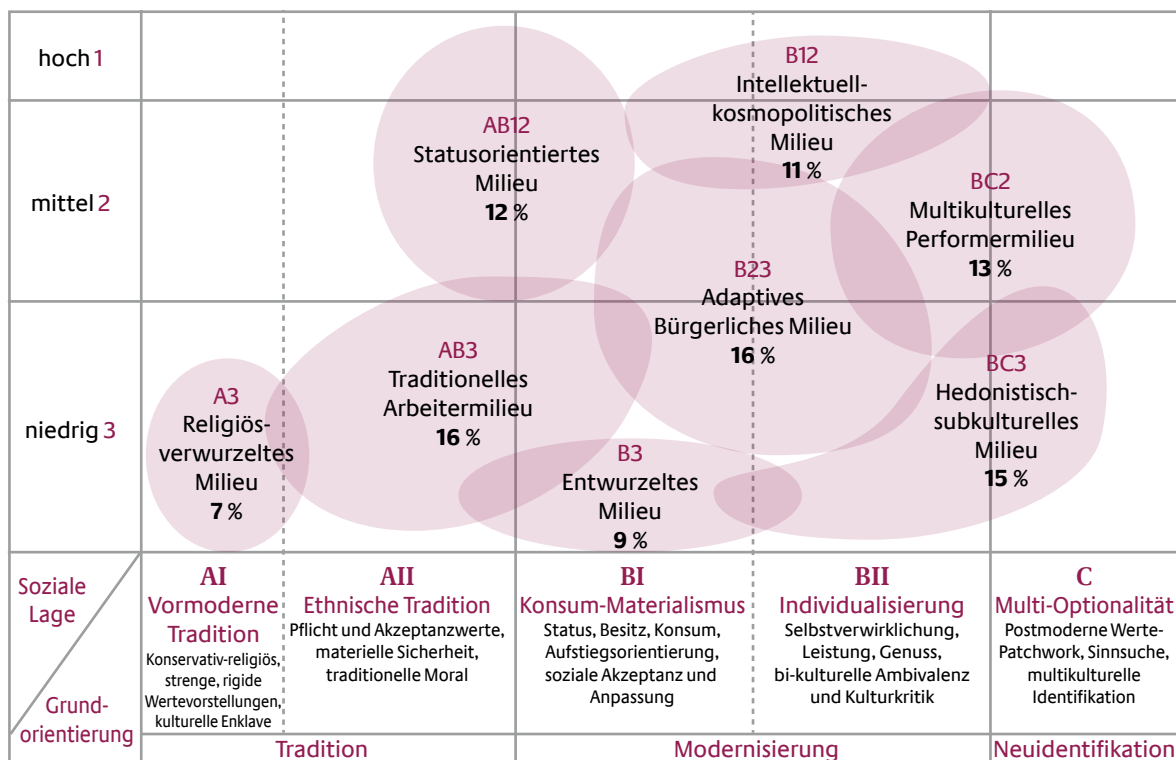 hoch 1
mittel 2
niedrig 3
AB12
Statusorientiertes
Milieu
12 %
B12
Intellektuell-
kosmopolitisches
Milieu
11 %
BC2
Multikulturelles
Performermilieu
13 %
B23
Adaptives
Bürgerliches Milieu
16 %
A3
Religiös-
verwurzeltes
Milieu
7 %
AB3
Traditionelles
Arbeitermilieu
16 %
B3
Entwurzeltes
Milieu
9 %
BC3
Hedonistisch-
subkulturelles
Milieu
15 %
Soziale
Lage
Grund-
orientierung
AI
Vormoderne
Tradition
Konservativ-religiös,
strenge, rigide
Wertevorstellungen,
kulturelle Enklave
AII
Ethnische Tradition
Pflicht und Akzeptanzwerte,
materielle Sicherheit,
traditionelle Moral
BI
Konsum-Materialismus
Status, Besitz, Konsum,
Aufstiegsorientierung,
soziale Akzeptanz und
Anpassung
BII
Individualisierung
Selbstverwirklichung,
Leistung, Genuss,
bi-kulturelle Ambivalenz
und Kulturkritik
C
Multi-Optionalität
Postmoderne Werte-
Patchwork, Sinnsuche,
multikulturelle
Identifikation
Tradition
Modernisierung
Neuidentifikation